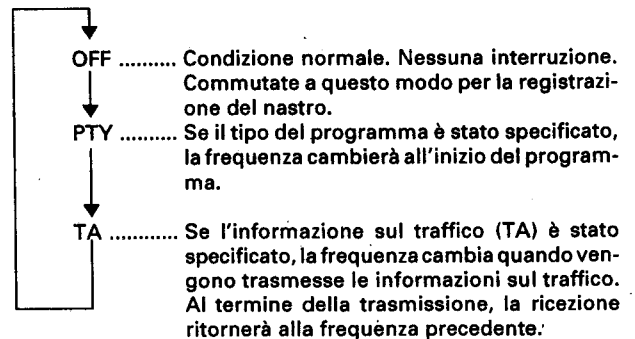 OFF .......... Condizione normale. Nessuna interruzione.
Commutate a questo modo per la registrazi-
one del nastro.
PTY .......... Se il tipo del programma è stato specificato,
la frequenza cambierà all'inizio del program-
ma.
TA ............ Se l'informazione sul traffico (TA) è stato
specificato, la frequenza cambia quando ven-
gono trasmesse le informazioni sul traffico.
Al termine della trasmissione, la ricezione
ritornerà alla frequenza precedente.